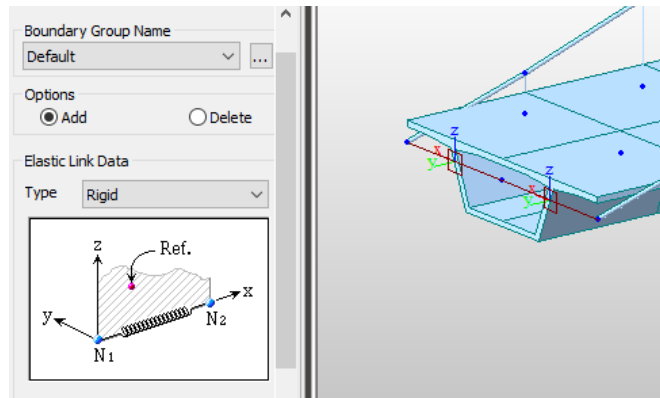 Boundary Group Name
Default
...
Options
Add Delete
Elastic Link Data
Type Rigid
z
Ref.
x
y
N2
N1
z
x
y
z
x
y